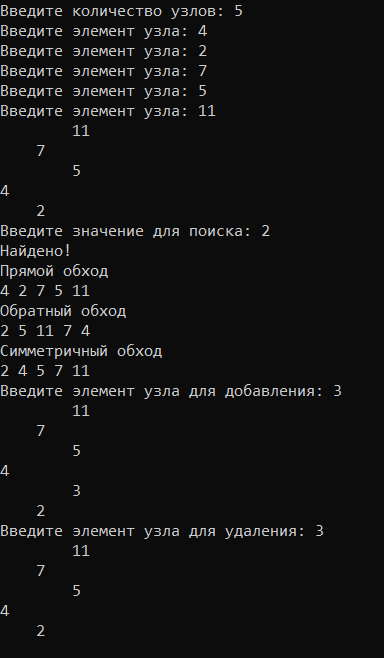 Введите количество узлов: 5
Введите элемент узла: 4
Введите элемент узла: 2
Введите элемент узла: 7
Введите элемент узла: 5
Введите элемент узла: 11
        11
    7
        5
4
    2
Введите значение для поиска: 2
Найдено!
Прямой обход
4 2 7 5 11
Обратный обход
2 5 11 7 4
Симметричный обход
2 4 5 7 11
Введите элемент узла для добавления: 3
        11
    7
        5
4
        3
    2
Введите элемент узла для удаления: 3
        11
    7
        5
4
    2